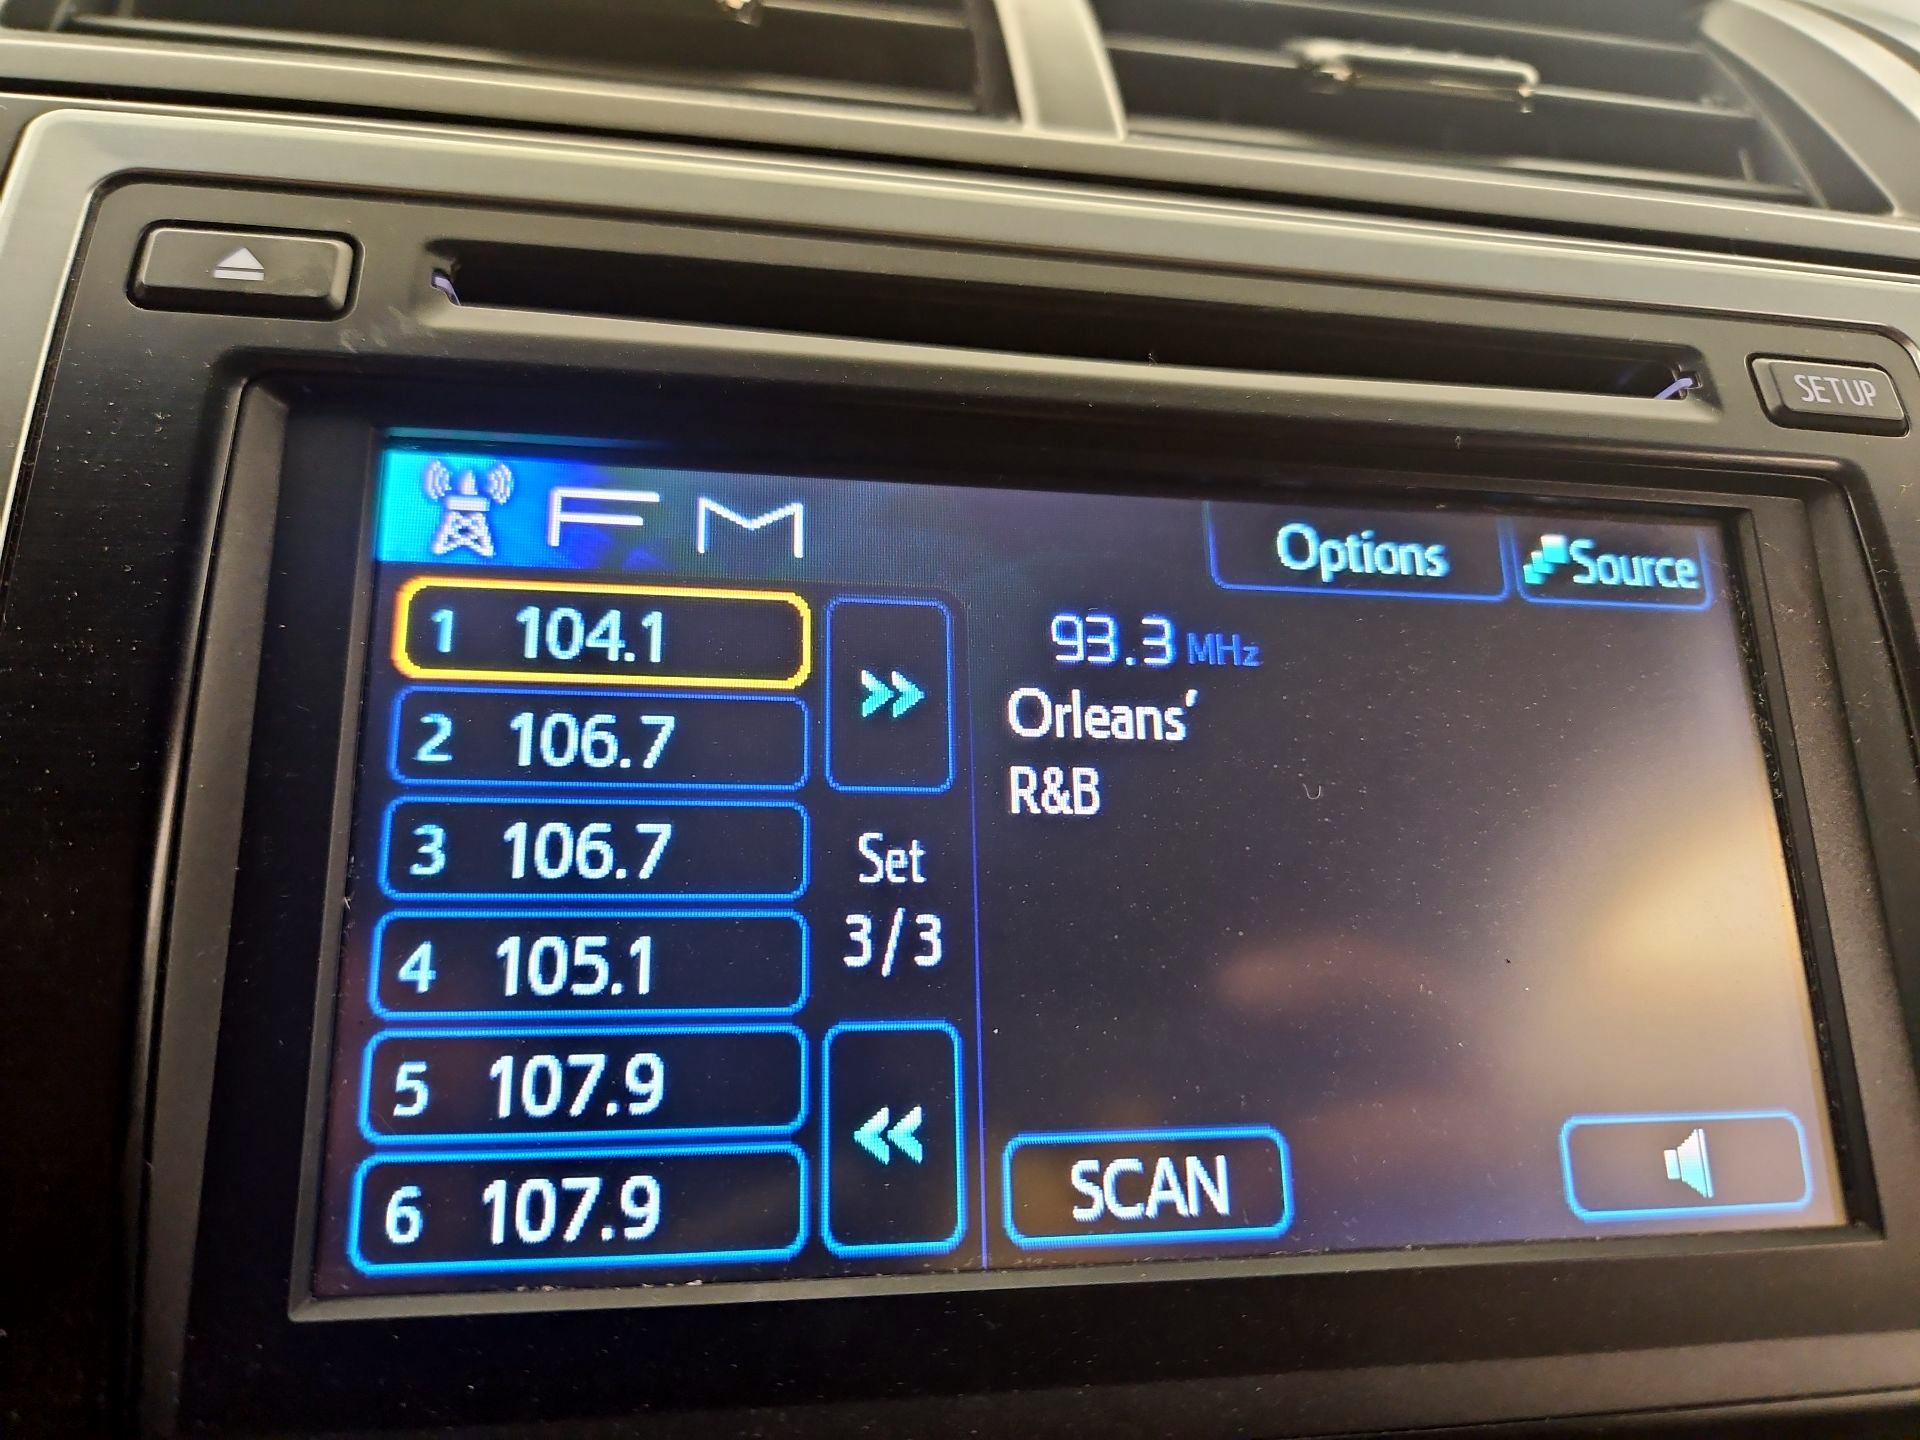 SETUP
FM
Options
Source
1 104.1
2 106.7
3 106.7
4 105.1
5 107.9
6 107.9
Set
3/3
93.3 MHz
Orleans'
R&B
SCAN